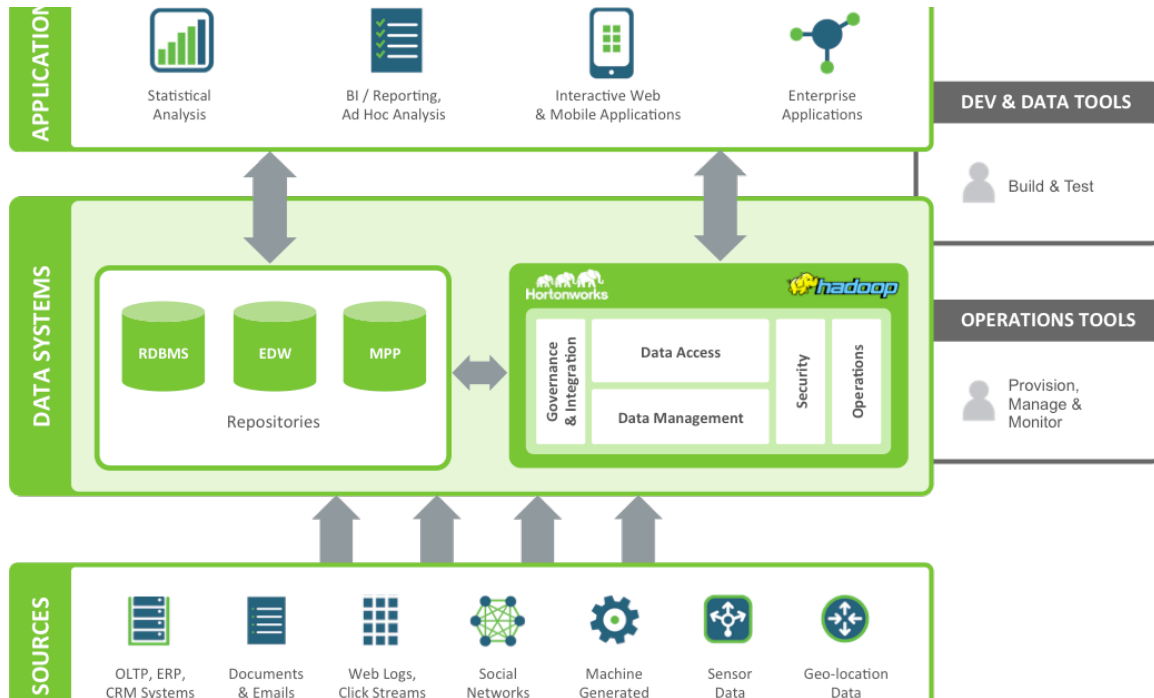 APPLICATION
Statistical
Analysis
BI / Reporting,
Ad Hoc Analysis
Interactive Web
& Mobile Applications
Enterprise
Applications
DEV & DATA TOOLS
Build & Test
DATA SYSTEMS
RDBMS
EDW
MPP
Repositories
Hortonworks
hadoop
Governance
& Integration
Data Access
Data Management
Security
Operations
OPERATIONS TOOLS
Provision,
Manage &
Monitor
SOURCES
OLTP, ERP,
CRM Systems
Documents
& Emails
Web Logs,
Click Streams
Social
Networks
Machine
Generated
Sensor
Data
Geo-location
Data